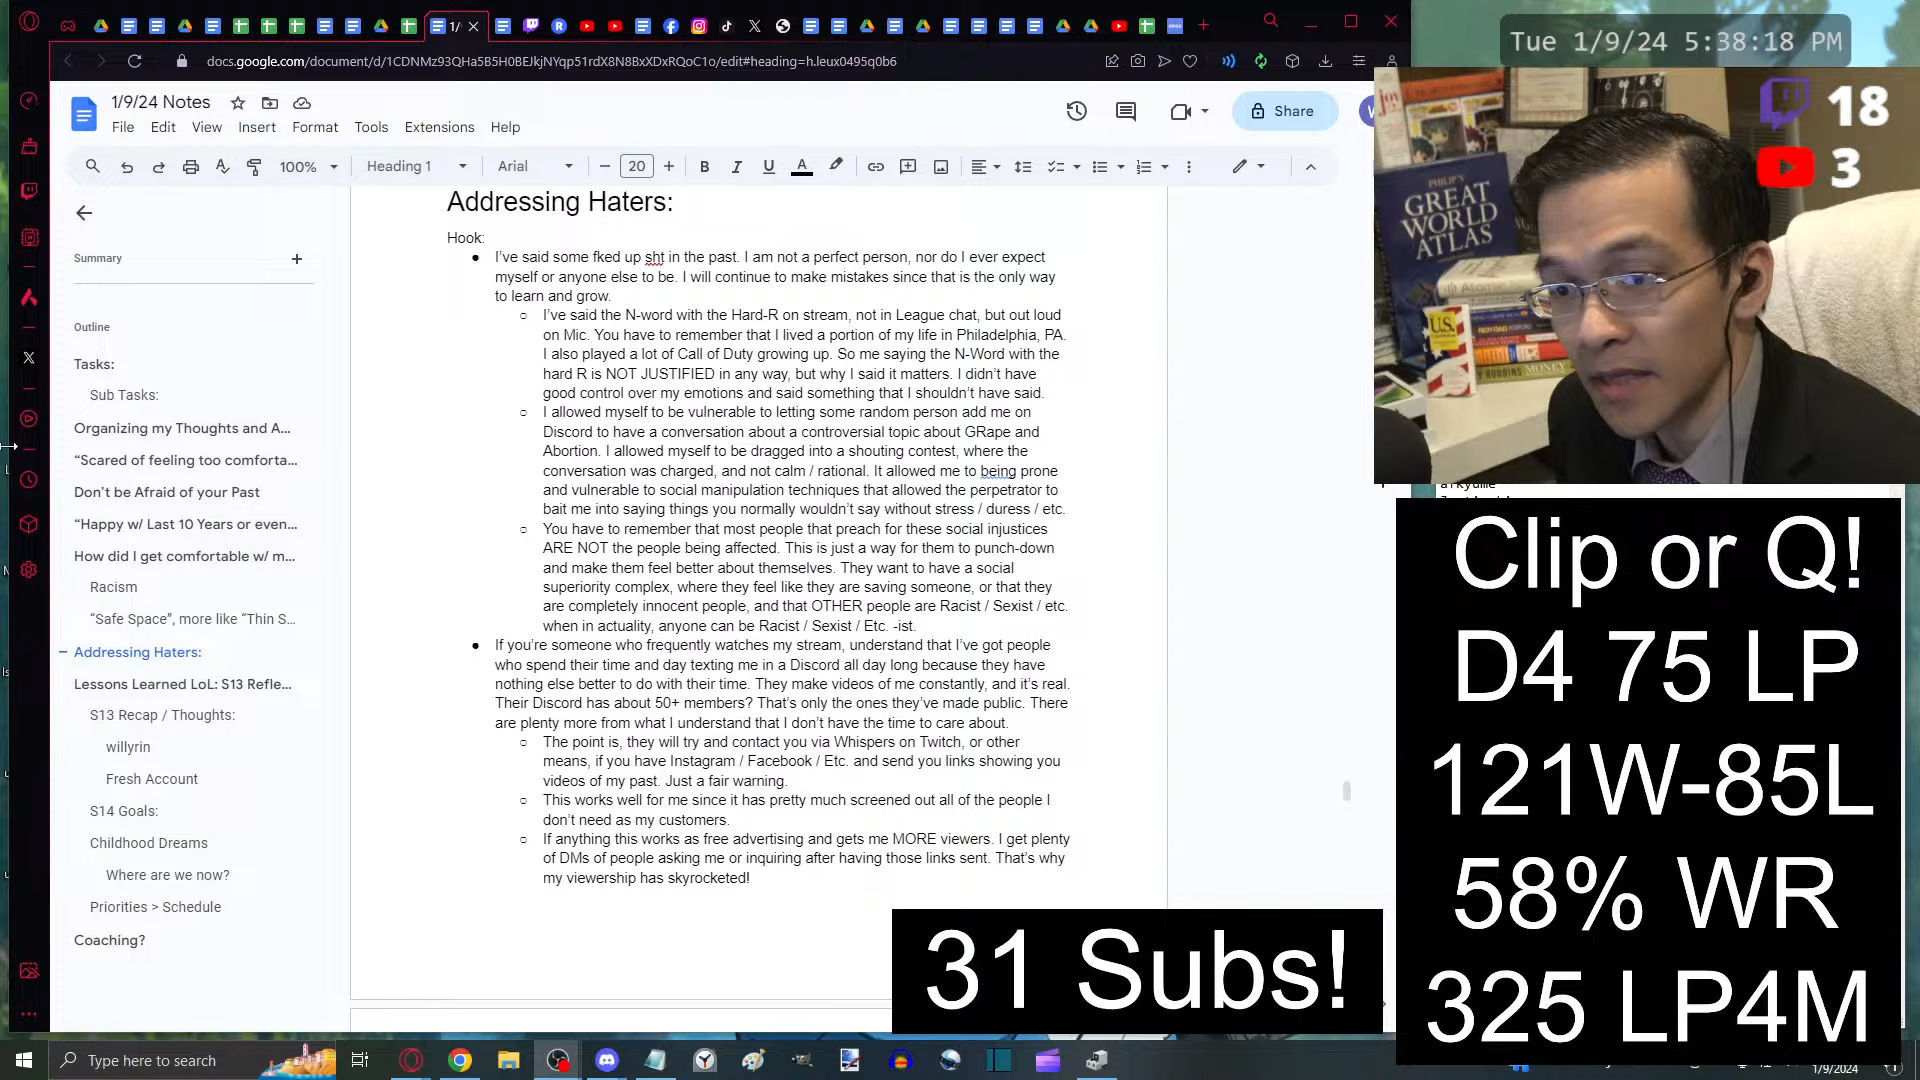 1/
docs.google.com/document/d/1CDNMz93QHa5B5H0BEJkjNYqp51rdX8N8BxXDxRQoC1o/edit#heading=h.leux0495q0b6
Tue 1/9/24 5:38:18 PM
18
3
1/9/24 Notes
File Edit View Insert Format Tools Extensions Help
Share
100% Heading 1 Arial 20
Summary
Outline
Tasks:
Sub Tasks:
Organizing my Thoughts and A...
“Scared of feeling too comforta...
Don’t be Afraid of your Past
“Happy w/ Last 10 Years or even...
How did I get comfortable w/ m...
Racism
“Safe Space”, more like “Thin S...
Addressing Haters:
Lessons Learned LoL: S13 Refle...
S13 Recap / Thoughts:
willyrin
Fresh Account
S14 Goals:
Childhood Dreams
Where are we now?
Priorities > Schedule
Coaching?
Addressing Haters:
Hook:
I’ve said some fked up sht in the past. I am not a perfect person, nor do I ever expect
myself or anyone else to be. I will continue to make mistakes since that is the only way
to learn and grow.
I’ve said the N-word with the Hard-R on stream, not in League chat, but out loud
on Mic. You have to remember that I lived a portion of my life in Philadelphia, PA.
I also played a lot of Call of Duty growing up. So me saying the N-Word with the
hard R is NOT JUSTIFIED in any way, but why I said it matters. I didn’t have
good control over my emotions and said something that I shouldn’t have said.
I allowed myself to be vulnerable to letting some random person add me on
Discord to have a conversation about a controversial topic about GRape and
Abortion. I allowed myself to be dragged into a shouting contest, where the
conversation was charged, and not calm / rational. It allowed me to being prone
and vulnerable to social manipulation techniques that allowed the perpetrator to
bait me into saying things you normally wouldn’t say without stress / duress / etc.
You have to remember that most people that preach for these social injustices
ARE NOT the people being affected. This is just a way for them to punch-down
and make them feel better about themselves. They want to have a social
superiority complex, where they feel like they are saving someone, or that they
are completely innocent people, and that OTHER people are Racist / Sexist / etc.
when in actuality, anyone can be Racist / Sexist / Etc. -ist.
If you’re someone who frequently watches my stream, understand that I’ve got people
who spend their time and day texting me in a Discord all day long because they have
nothing else better to do with their time. They make videos of me constantly, and it’s real.
Their Discord has about 50+ members? That’s only the ones they’ve made public. There
are plenty more from what I understand that I don’t have the time to care about.
The point is, they will try and contact you via Whispers on Twitch, or other
means, if you have Instagram / Facebook / Etc. and send you links showing you
videos of my past. Just a fair warning.
This works well for me since it has pretty much screened out all of the people I
don’t need as my customers.
If anything this works as free advertising and gets me MORE viewers. I get plenty
of DMs of people asking me or inquiring after having those links sent. That’s why
my viewership has skyrocketed!
PHILIP'S
GREAT
WORLD
ATLAS
joy
U.S.
MONEY
Clip or Q!
D4 75 LP
121W-85L
58% WR
325 LP4M
31 Subs!
Type here to search
1/9/2024